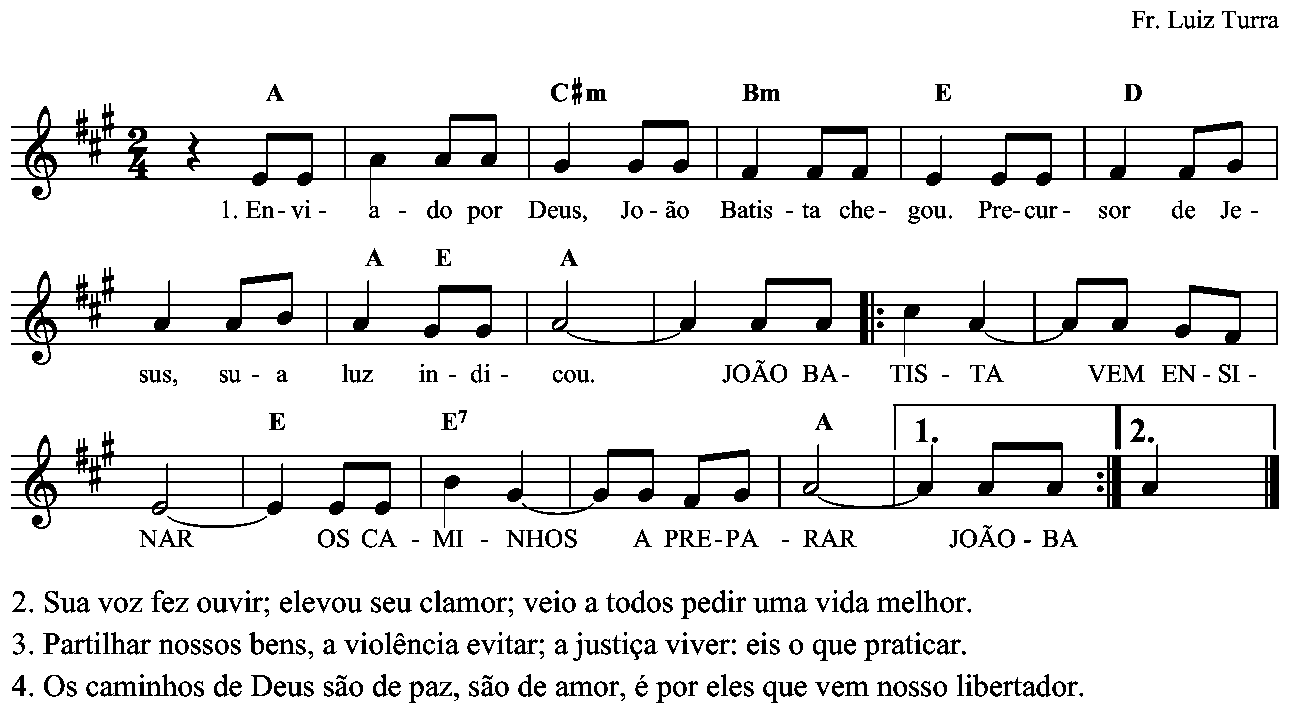 Fr. Luiz Turra
A C#m Bm E D
2
4
1. En-vi- a - do por Deus, Jo-ão Batis-ta che-gou. Pre-cur-sor de Je-
A E A
sus, su-a luz in-di-cou. JOÃO BA-TIS-TA VEM EN-SI-
E E7 A 1. 2.
NAR OS CA-MI-NHOS A PRE-PA-RAR JOÃO-BA
2. Sua voz fez ouvir; elevou seu clamor; veio a todos pedir uma vida melhor.
3. Partilhar nossos bens, a violência evitar; a justiça viver: eis o que praticar.
4. Os caminhos de Deus são de paz, são de amor, é por eles que vem nosso libertador.